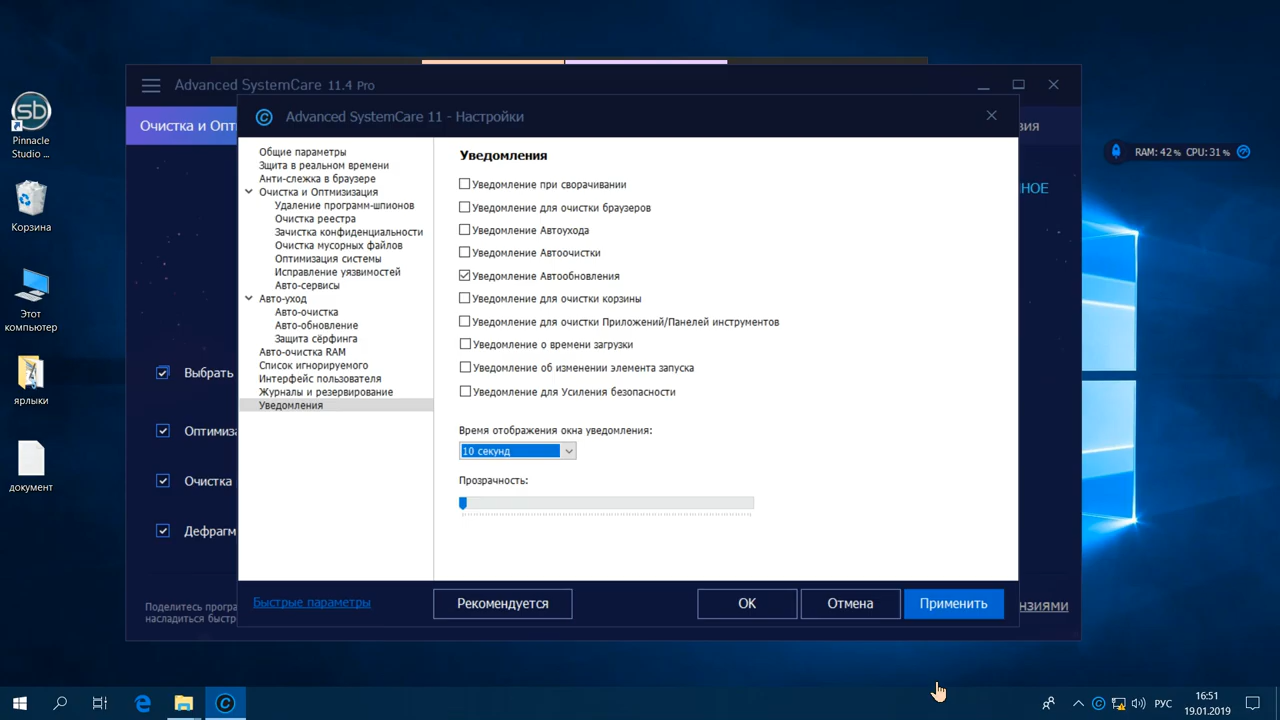 Advanced SystemCare 11.4 Pro
Очистка и Опт
Advanced SystemCare 11 - Настройки
вия
RAM: 42% CPU: 31%
НОЕ
Pinnacle
Studio ...
Корзина
Этот
компьютер
ярлыки
документ
Общие параметры
Зщита в реальном времени
Анти-слежка в браузере
Очистка и Оптмизизация
Удаление программ-шпионов
Очистка реестра
Зачистка конфиденциальности
Очистка мусорных файлов
Оптимизация системы
Исправление уязвимостей
Авто-сервисы
Авто-уход
Авто-очистка
Авто-обновление
Защита сёрфинга
Авто-очистка RAM
Список игнорируемого
Интерфейс пользователя
Журналы и резервирование
Уведомления
Уведомления
Уведомление при сворачивании
Уведомление для очистки браузеров
Уведомление Автоухода
Уведомление Автоочистки
Уведомление Автообновления
Уведомление для очистки корзины
Уведомление для очистки Приложений/Панелей инструментов
Уведомление о времени загрузки
Уведомление об изменении элемента запуска
Уведомление для Усиления безопасности
Время отображения окна уведомления:
10 секунд
Прозрачность:
Выбрать
Оптимиза
Очистка
Дефрагм
Поделитесь програ
насладиться быстр
Быстрые параметры
Рекомендуется
OK
Отмена
Применить
нзиями
РУС
16:51
19.01.2019